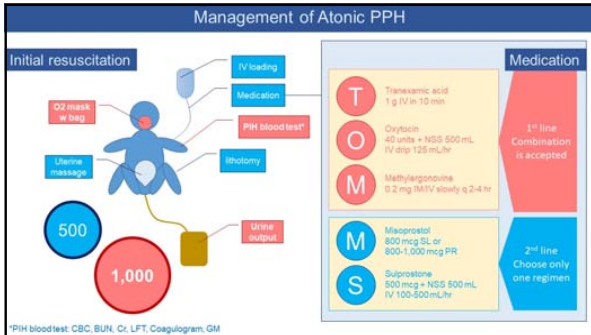 Management of Atonic PPH
Initial resuscitation
IV loading
Medication
O2 mask
w bag
PIH blood test*
Uterine
massage
lithotomy
500
1,000
Urine
output
*PIH blood test: CBC, BUN, Cr, LFT, Coagulogram, GM
Medication
T
Tranexamic acid
1 g IV in 10 min
O
Oxytocin
40 units + NSS 500 mL
IV drip 125 mL/hr
M
Methylergonovine
0.2 mg IM/IV slowly q 2-4 hr
1st line
Combination
is accepted
M
Misoprostol
800 mcg SL or
800-1,000 mcg PR
S
Sulprostone
500 mcg + NSS 500 mL
IV 100-500 mL/hr
2nd line
Choose only
one regimen